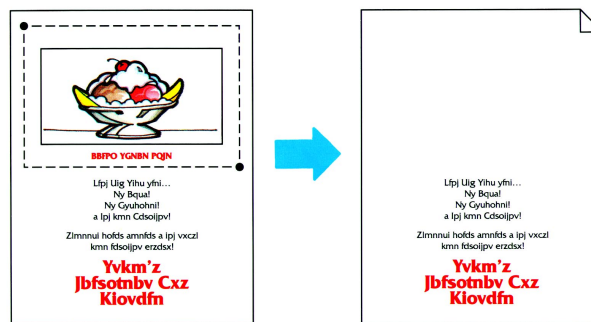 BBFPO YGNBN PQJN
Lfpj Uig Yihu yfni...
Ny Bqua!
Ny Gyuhohni!
a lpj kmn Cdsoijpv!
Zlmnnui hofds amnfds a ipj vxczl
kmn fdsoijpv erzdsx!
Yvkm'z
Jbfsotnbv Cxz
Kiovdfn
Lfpj Uig Yihu yfni...
Ny Bqua!
Ny Gyuhohni!
a lpj kmn Cdsoijpv!
Zlmnnui hofds amnfds a ipj vxczl
kmn fdsoijpv erzdsx!
Yvkm'z
Jbfsotnbv Cxz
Kiovdfn